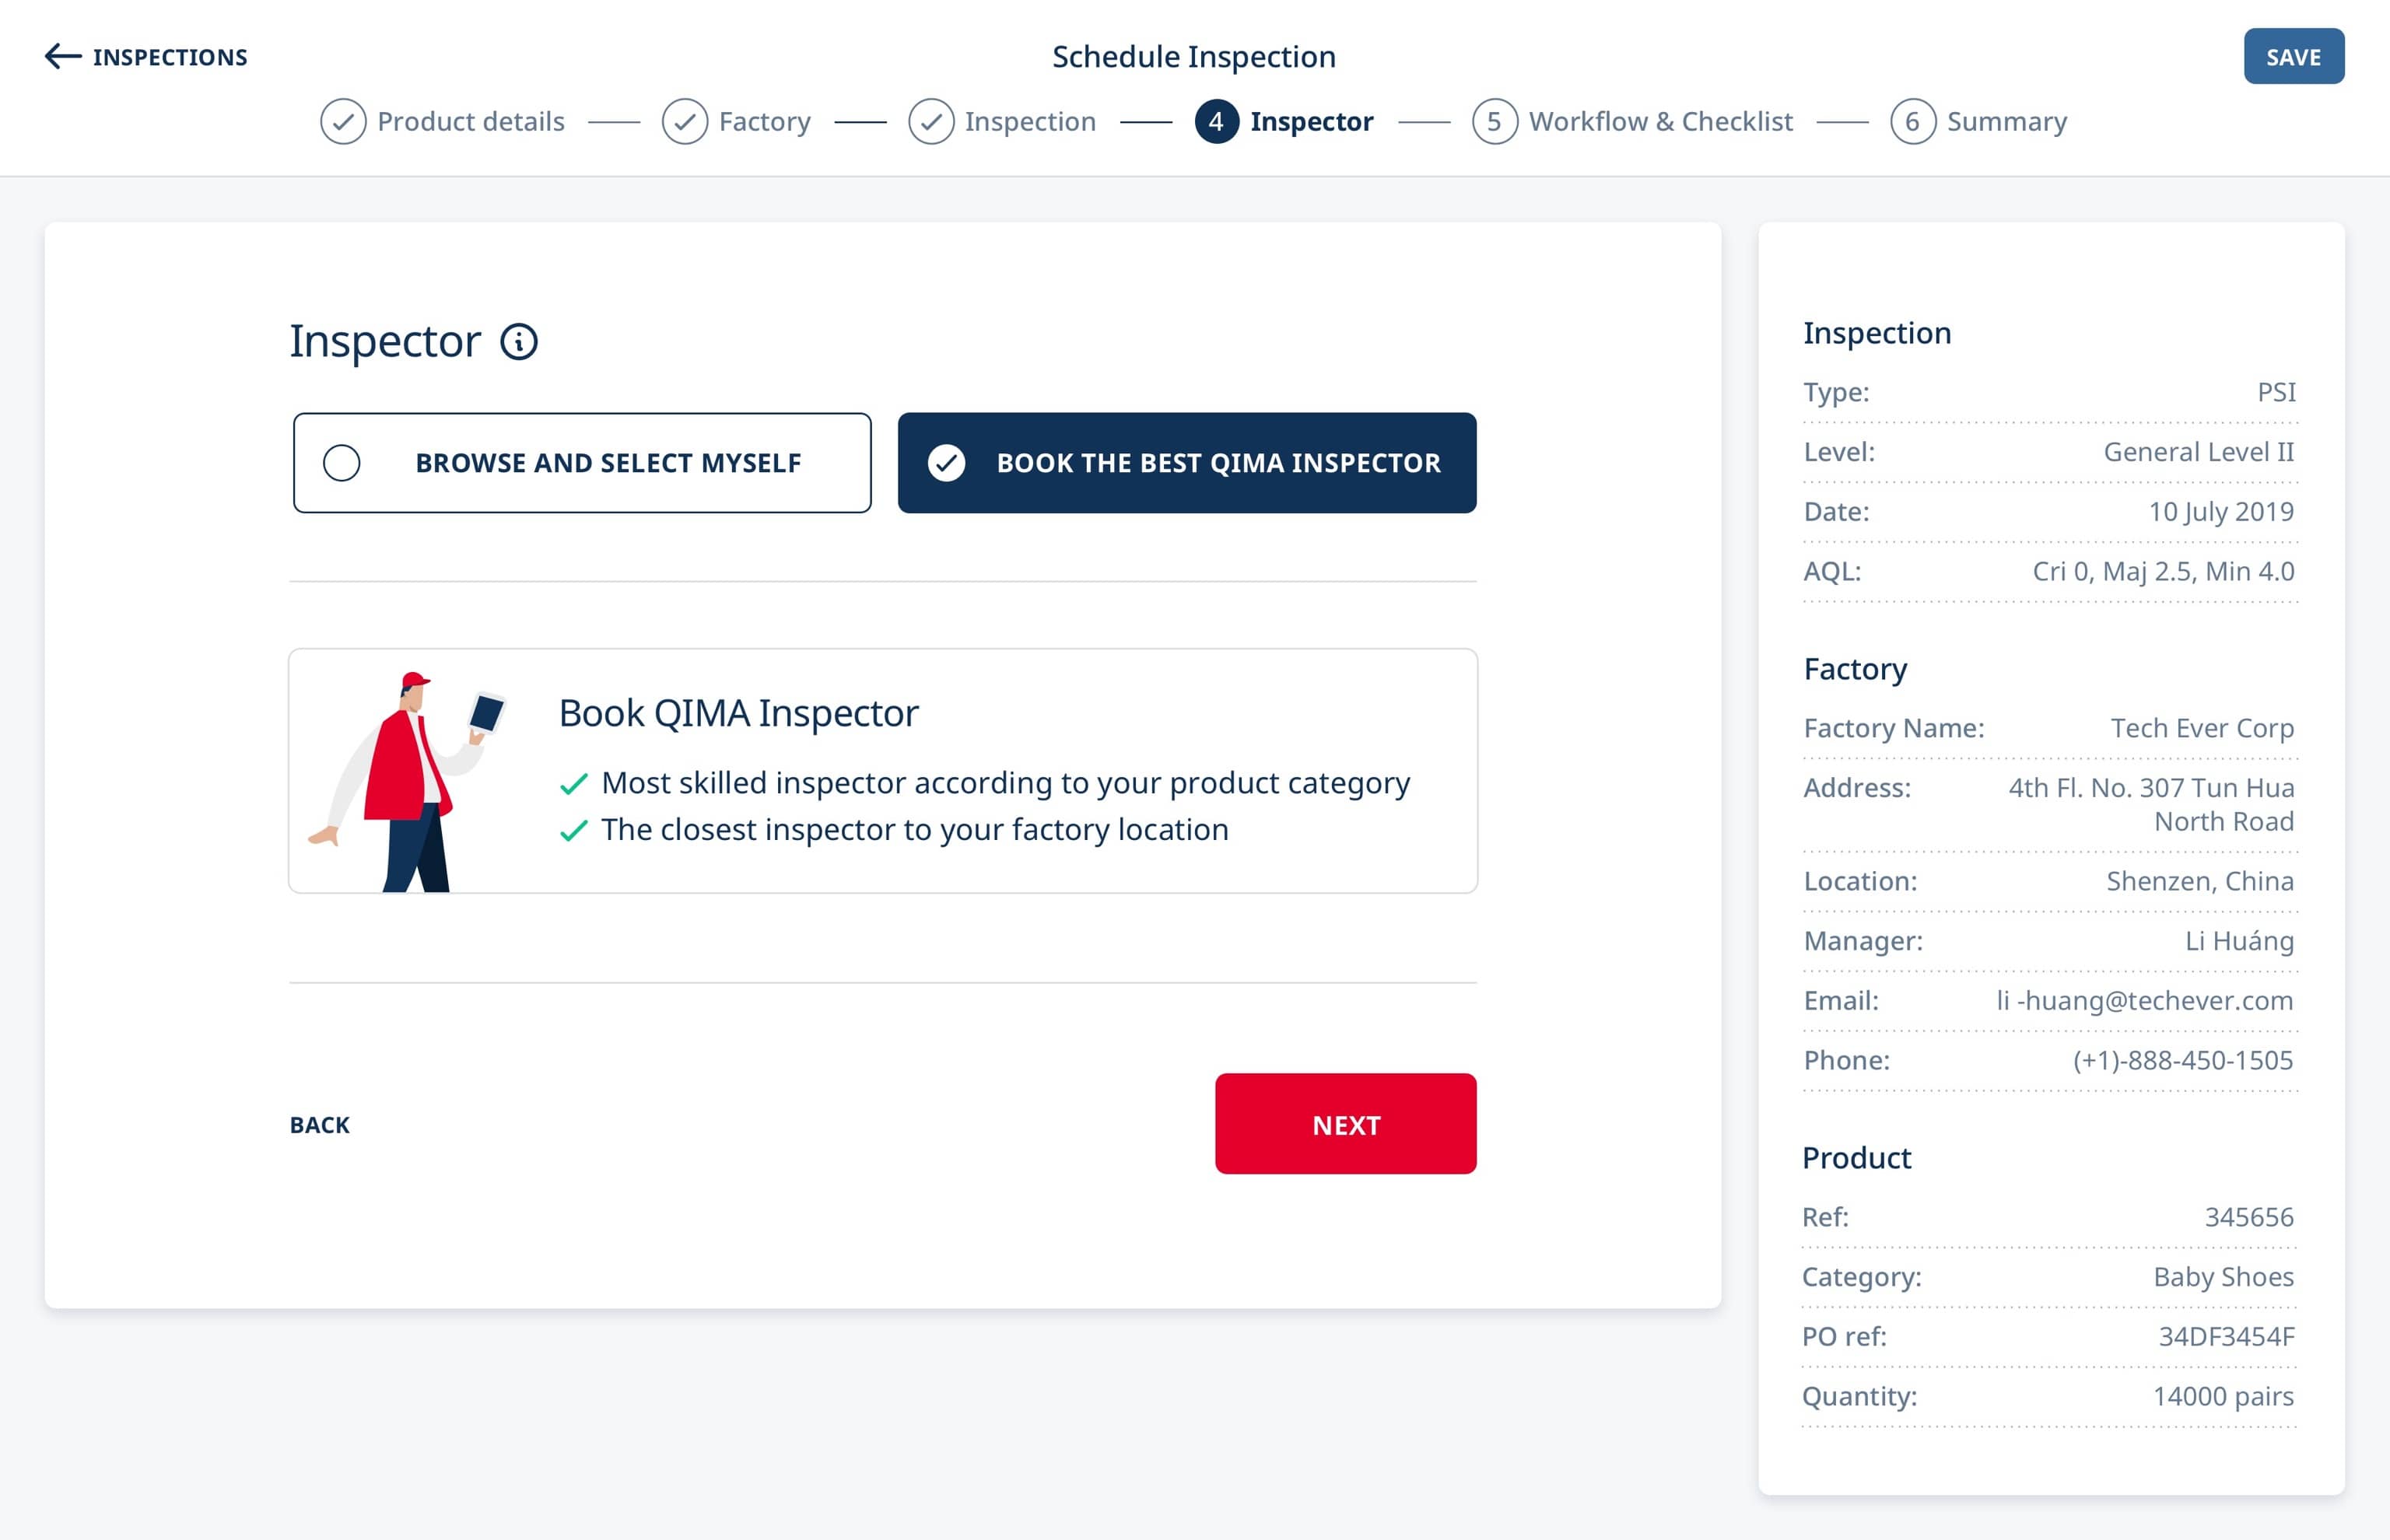 INSPECTIONS
Schedule Inspection
SAVE
Product details
Factory
Inspection
4 Inspector
5 Workflow & Checklist
6 Summary
Inspector
BROWSE AND SELECT MYSELF
BOOK THE BEST QIMA INSPECTOR
Book QIMA Inspector
Most skilled inspector according to your product category
The closest inspector to your factory location
BACK
NEXT
Inspection
Type: PSI
Level: General Level II
Date: 10 July 2019
AQL: Cri 0, Maj 2.5, Min 4.0
Factory
Factory Name: Tech Ever Corp
Address: 4th Fl. No. 307 Tun Hua
North Road
Location: Shenzen, China
Manager: Li Huáng
Email: li -huang@techever.com
Phone: (+1)-888-450-1505
Product
Ref: 345656
Category: Baby Shoes
PO ref: 34DF3454F
Quantity: 14000 pairs